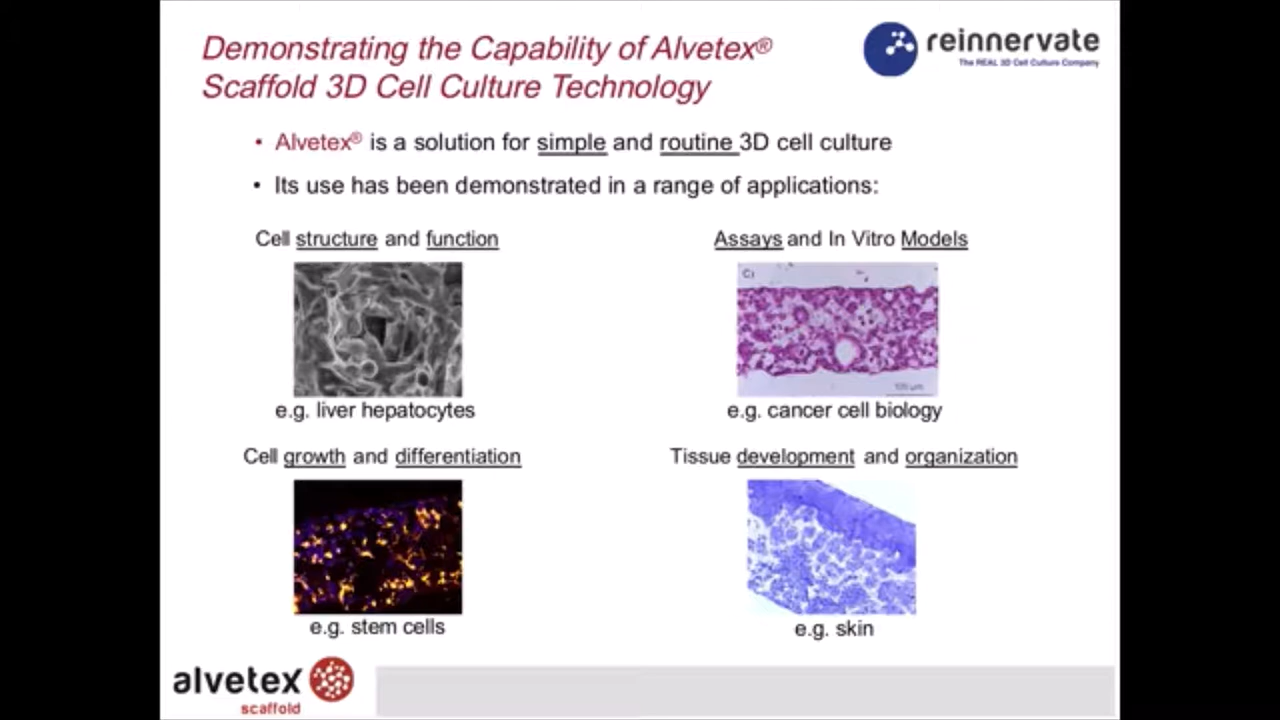 Demonstrating the Capability of Alvetex®
Scaffold 3D Cell Culture Technology
reinnervate
The REAL 3D Cell Culture Company
• Alvetex® is a solution for simple and routine 3D cell culture
• Its use has been demonstrated in a range of applications:
Cell structure and function
Assays and In Vitro Models
e.g. liver hepatocytes
e.g. cancer cell biology
Cell growth and differentiation
Tissue development and organization
e.g. stem cells
e.g. skin
alvetex
scaffold